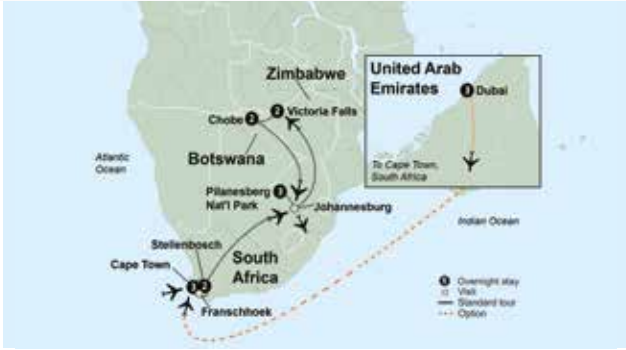 Zimbabwe
United Arab
Emirates
3 Dubai
Chobe 2
2 Victoria Falls
Botswana
Atlantic
Ocean
To Cape Town,
South Africa
Pilanesberg 3
Nat'l Park
Johannesburg
Indian Ocean
Stellenbosch
South
Africa
Cape Town
3 2
Franschhoek
Overnight stay
Visit
Standard tour
Option